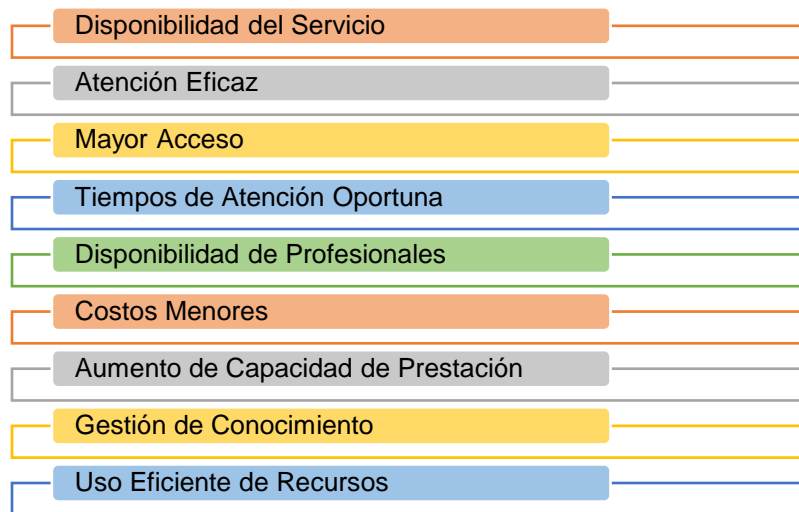 Disponibilidad del Servicio
Atención Eficaz
Mayor Acceso
Tiempos de Atención Oportuna
Disponibilidad de Profesionales
Costos Menores
Aumento de Capacidad de Prestación
Gestión de Conocimiento
Uso Eficiente de Recursos